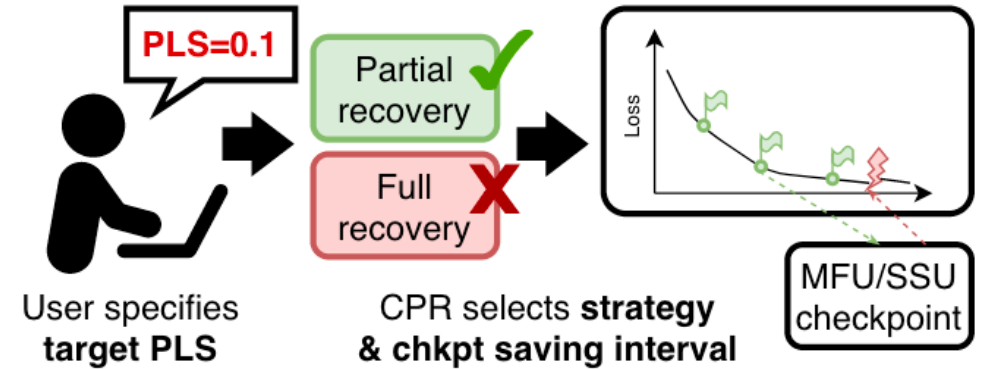 PLS=0.1
Partial
recovery
Full
recovery
X
Loss
MFU/SSU
checkpoint
User specifies
target PLS
CPR selects strategy
& chkpt saving interval